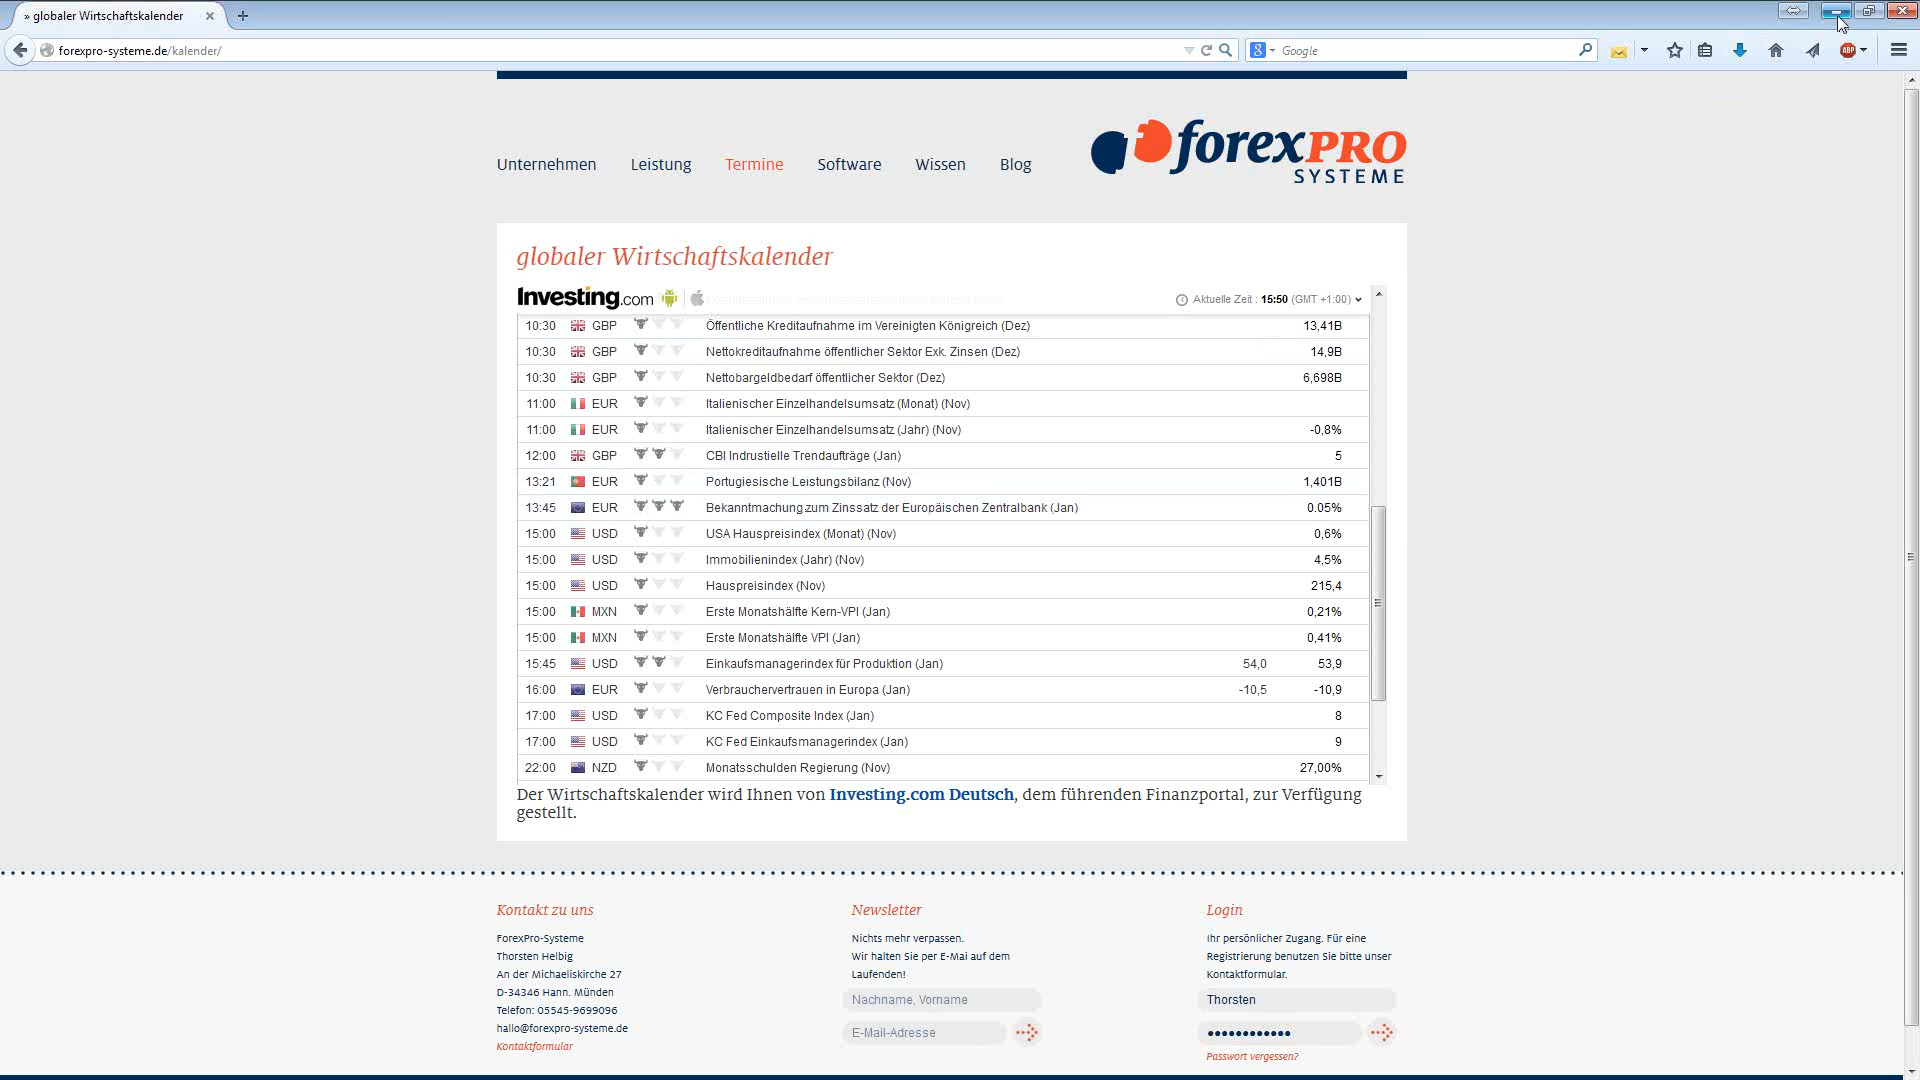 » globaler Wirtschaftskalender
forexpro-systeme.de/kalender/
Google
ABP
Unternehmen Leistung Termine Software Wissen Blog
forexPRO
SYSTEME
globaler Wirtschaftskalender
Investing.com Aktuelle Zeit : 15:50 (GMT +1:00)
10:30 GBP Öffentliche Kreditaufnahme im Vereinigten Königreich (Dez) 13,41B
10:30 GBP Nettokreditaufnahme öffentlicher Sektor Exk. Zinsen (Dez) 14,9B
10:30 GBP Nettobargeldbedarf öffentlicher Sektor (Dez) 6,698B
11:00 EUR Italienischer Einzelhandelsumsatz (Monat) (Nov)
11:00 EUR Italienischer Einzelhandelsumsatz (Jahr) (Nov) -0,8%
12:00 GBP CBI Indrustielle Trendaufträge (Jan) 5
13:21 EUR Portugiesische Leistungsbilanz (Nov) 1,401B
13:45 EUR Bekanntmachung zum Zinssatz der Europäischen Zentralbank (Jan) 0.05%
15:00 USD USA Hauspreisindex (Monat) (Nov) 0,6%
15:00 USD Immobilienindex (Jahr) (Nov) 4,5%
15:00 USD Hauspreisindex (Nov) 215,4
15:00 MXN Erste Monatshälfte Kern-VPI (Jan) 0,21%
15:00 MXN Erste Monatshälfte VPI (Jan) 0,41%
15:45 USD Einkaufsmanagerindex für Produktion (Jan) 54,0 53,9
16:00 EUR Verbrauchervertrauen in Europa (Jan) -10,5 -10,9
17:00 USD KC Fed Composite Index (Jan) 8
17:00 USD KC Fed Einkaufsmanagerindex (Jan) 9
22:00 NZD Monatsschulden Regierung (Nov) 27,00%
Der Wirtschaftskalender wird Ihnen von Investing.com Deutsch, dem führenden Finanzportal, zur Verfügung
gestellt.
Kontakt zu uns
ForexPro-Systeme
Thorsten Helbig
An der Michaeliskirche 27
D-34346 Hann. Münden
Telefon: 05545-9699096
hallo@forexpro-systeme.de
Kontaktformular
Newsletter
Nichts mehr verpassen.
Wir halten Sie per E-Mai auf dem
Laufenden!
Nachname, Vorname
E-Mail-Adresse
Login
Ihr persönlicher Zugang. Für eine
Registrierung benutzen Sie bitte unser
Kontaktformular.
Thorsten
••••••••••••
Passwort vergessen?